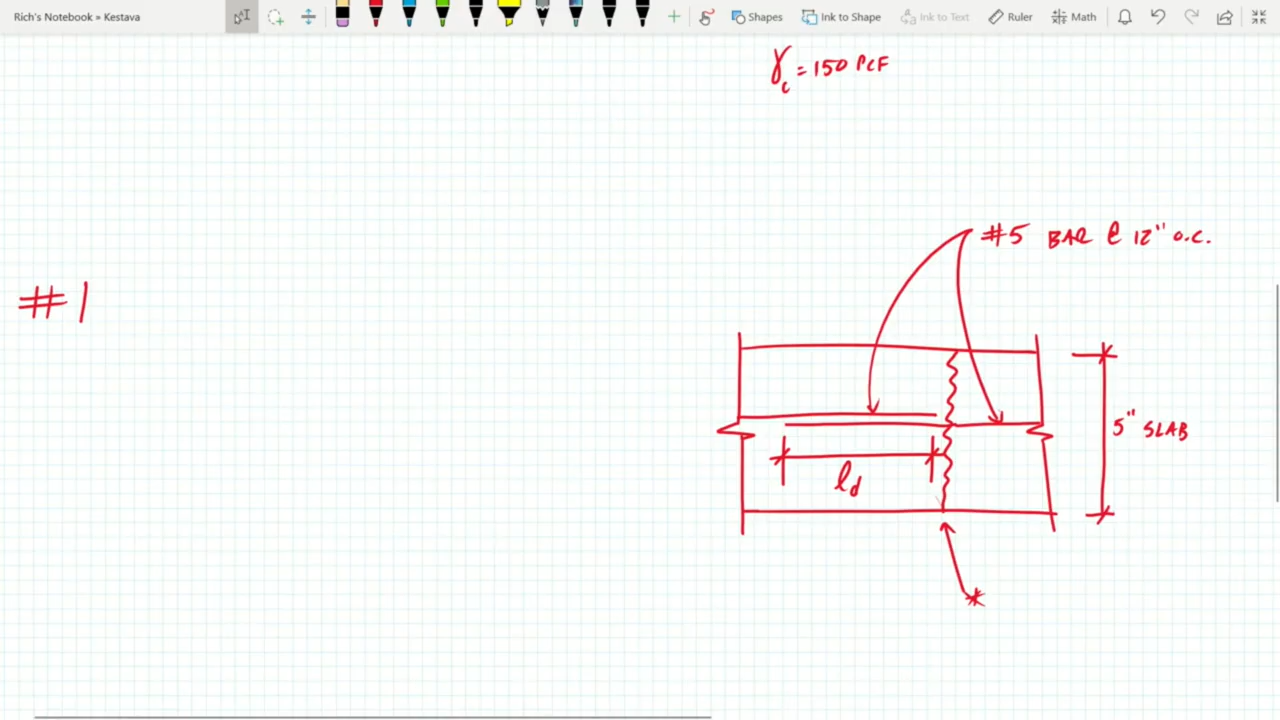 Rich's Notebook » Kestava
Shapes
Ink to Shape
Ink to Text
Ruler
Math
γc = 150 PCF
#5 BAR @ 12" O.C.
#1
5" SLAB
ld
*